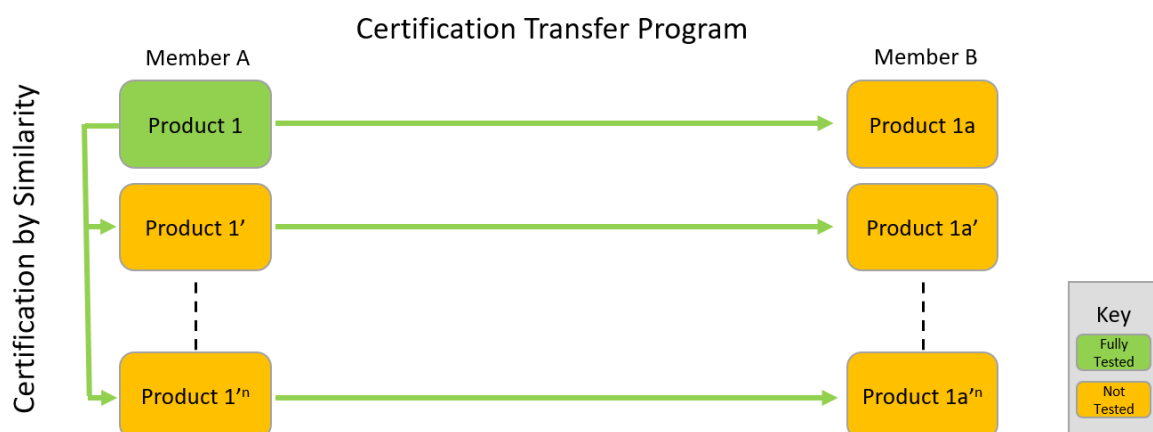 Certification Transfer Program
Member A
Member B
Certification by Similarity
Product 1
Product 1a
Product 1’
Product 1a’
Product 1’ⁿ
Product 1a’ⁿ
Key
Fully
Tested
Not
Tested